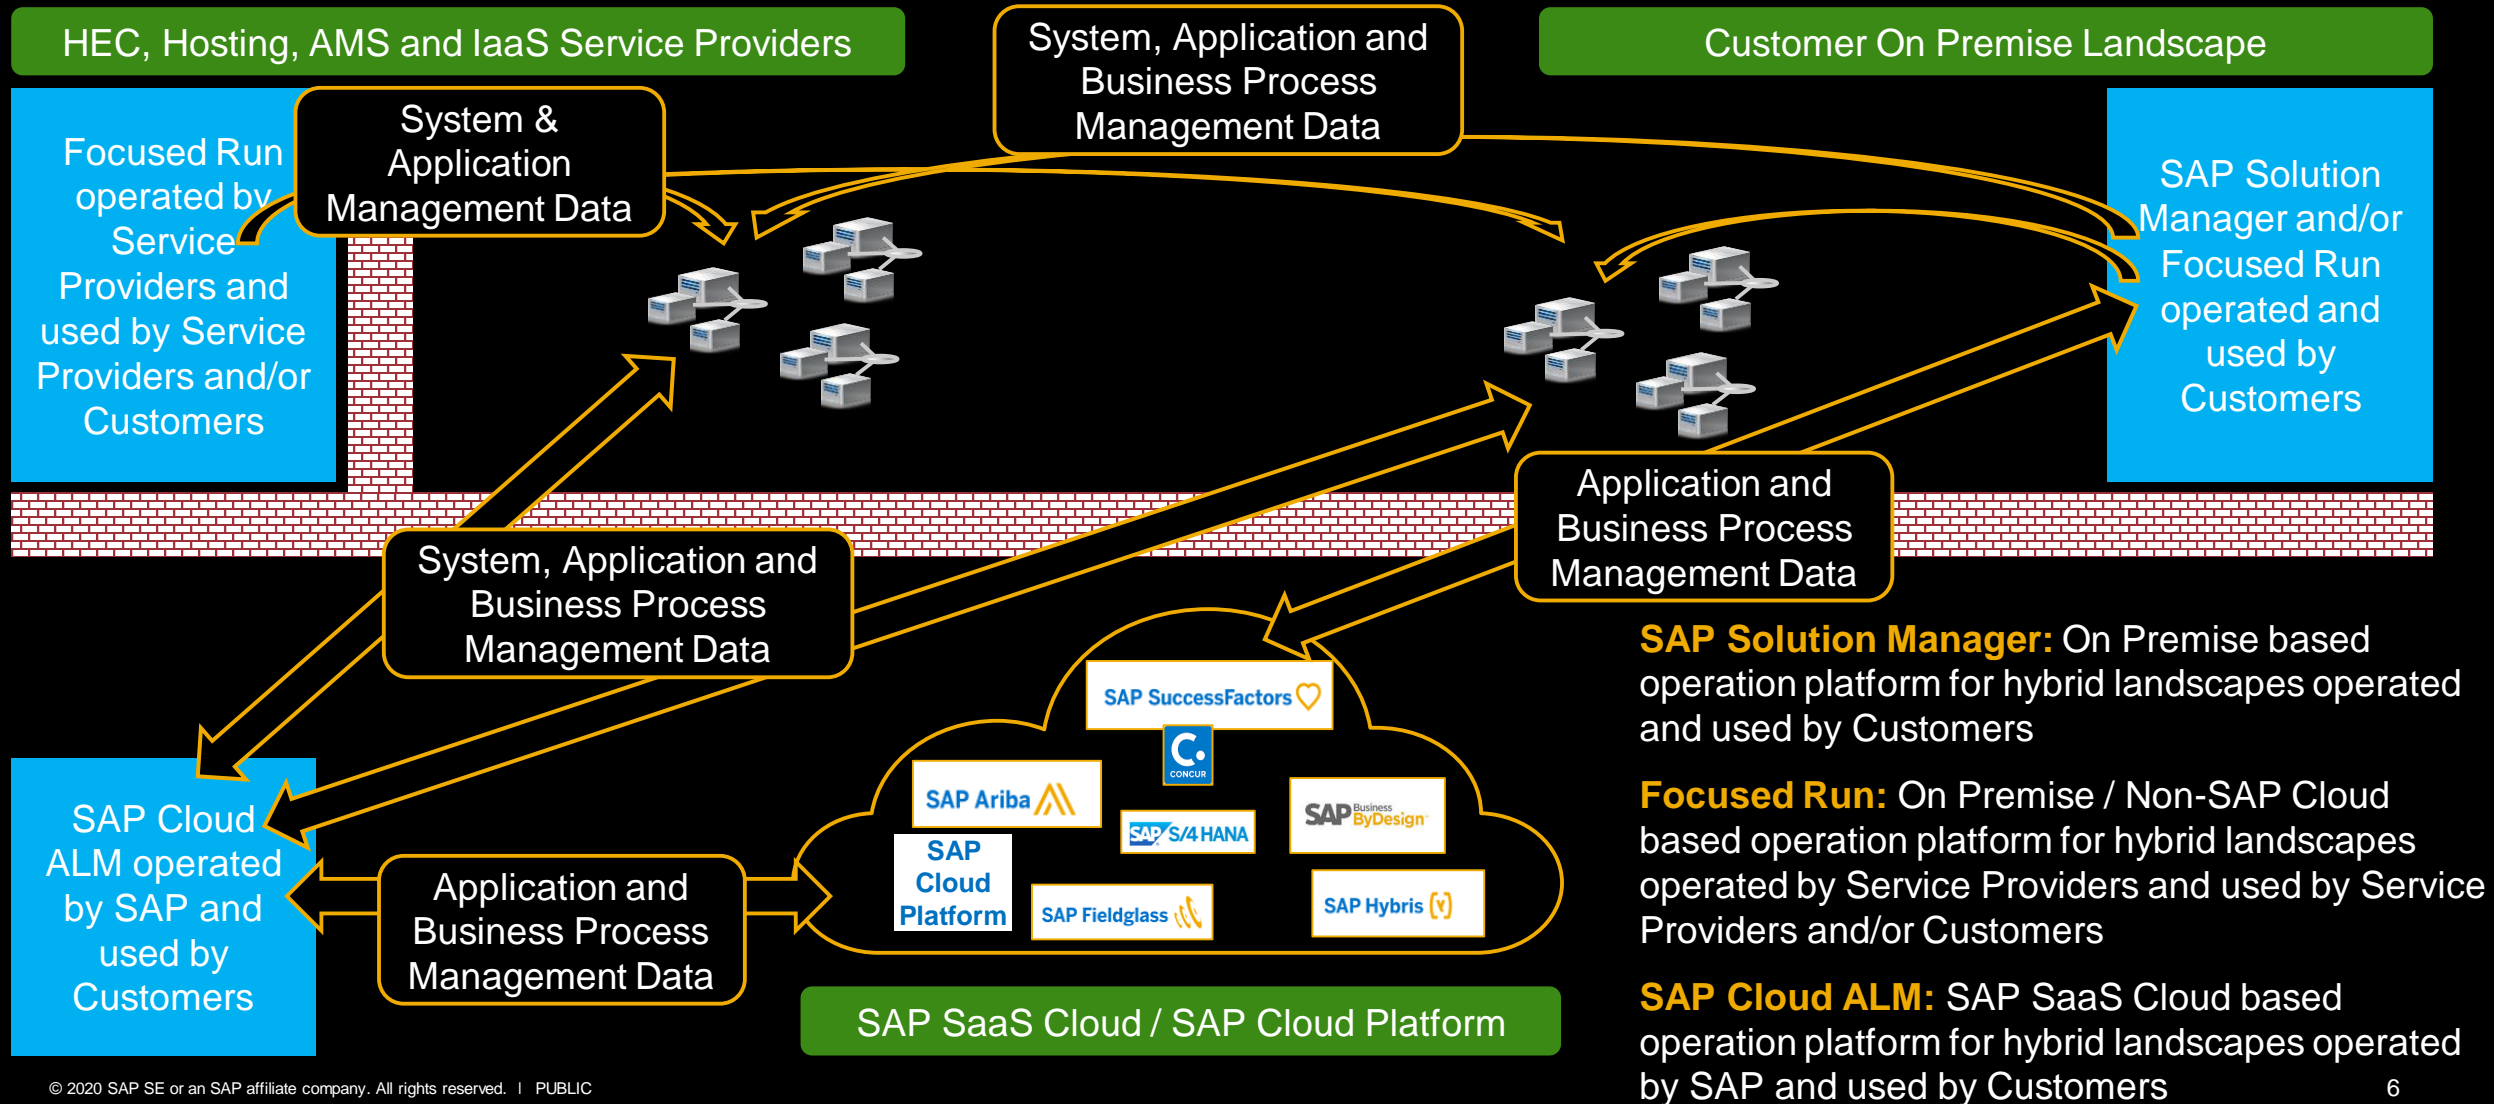 HEC, Hosting, AMS and IaaS Service Providers
System, Application and
Business Process
Management Data
Customer On Premise Landscape
Focused Run
operated by
Service
Providers and
used by Service
Providers and/or
Customers
System &
Application
Management Data
SAP Solution
Manager and/or
Focused Run
operated and
used by
Customers
Application and
Business Process
Management Data
System, Application and
Business Process
Management Data
SAP Cloud
ALM operated
by SAP and
used by
Customers
Application and
Business Process
Management Data
SAP SuccessFactors
C.
CONCUR
SAP Ariba
SAP S/4 HANA
SAP Business
ByDesign
SAP
Cloud
Platform
SAP Fieldglass
SAP Hybris (Y)
SAP SaaS Cloud / SAP Cloud Platform
SAP Solution Manager: On Premise based
operation platform for hybrid landscapes operated
and used by Customers
Focused Run: On Premise / Non-SAP Cloud
based operation platform for hybrid landscapes
operated by Service Providers and used by Service
Providers and/or Customers
SAP Cloud ALM: SAP SaaS Cloud based
operation platform for hybrid landscapes operated
by SAP and used by Customers
© 2020 SAP SE or an SAP affiliate company. All rights reserved. | PUBLIC
6